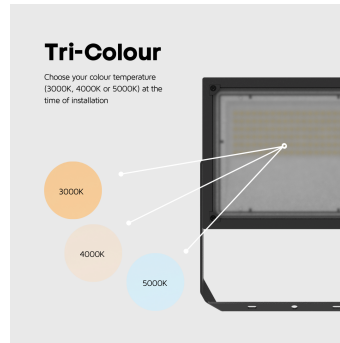 Tri-Colour
Choose your colour temperature
(3000K, 4000K or 5000K) at the
time of installation
3000K
4000K
5000K